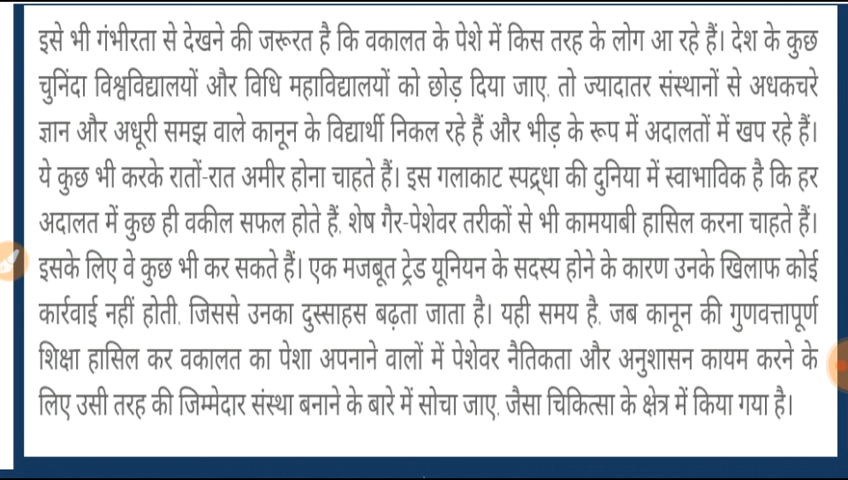 इसे भी गंभीरता से देखने की जरूरत है कि वकालत के पेशे में किस तरह के लोग आ रहे हैं। देश के कुछ
चुनिंदा विश्वविद्यालयों और विधि महाविद्यालयों को छोड़ दिया जाए, तो ज्यादातर संस्थानों से अधकचरे
ज्ञान और अधूरी समझ वाले कानून के विद्यार्थी निकल रहे हैं और भीड़ के रूप में अदालतों में खप रहे हैं।
ये कुछ भी करके रातों-रात अमीर होना चाहते हैं। इस गलाकाट स्पद्र्धा की दुनिया में स्वाभाविक है कि हर
अदालत में कुछ ही वकील सफल होते हैं, शेष गैर-पेशेवर तरीकों से भी कामयाबी हासिल करना चाहते हैं।
इसके लिए वे कुछ भी कर सकते हैं। एक मजबूत ट्रेड यूनियन के सदस्य होने के कारण उनके खिलाफ कोई
कार्रवाई नहीं होती, जिससे उनका दुस्साहस बढ़ता जाता है। यही समय है, जब कानून की गुणवत्तापूर्ण
शिक्षा हासिल कर वकालत का पेशा अपनाने वालों में पेशेवर नैतिकता और अनुशासन कायम करने के
लिए उसी तरह की जिम्मेदार संस्था बनाने के बारे में सोचा जाए, जैसा चिकित्सा के क्षेत्र में किया गया है।